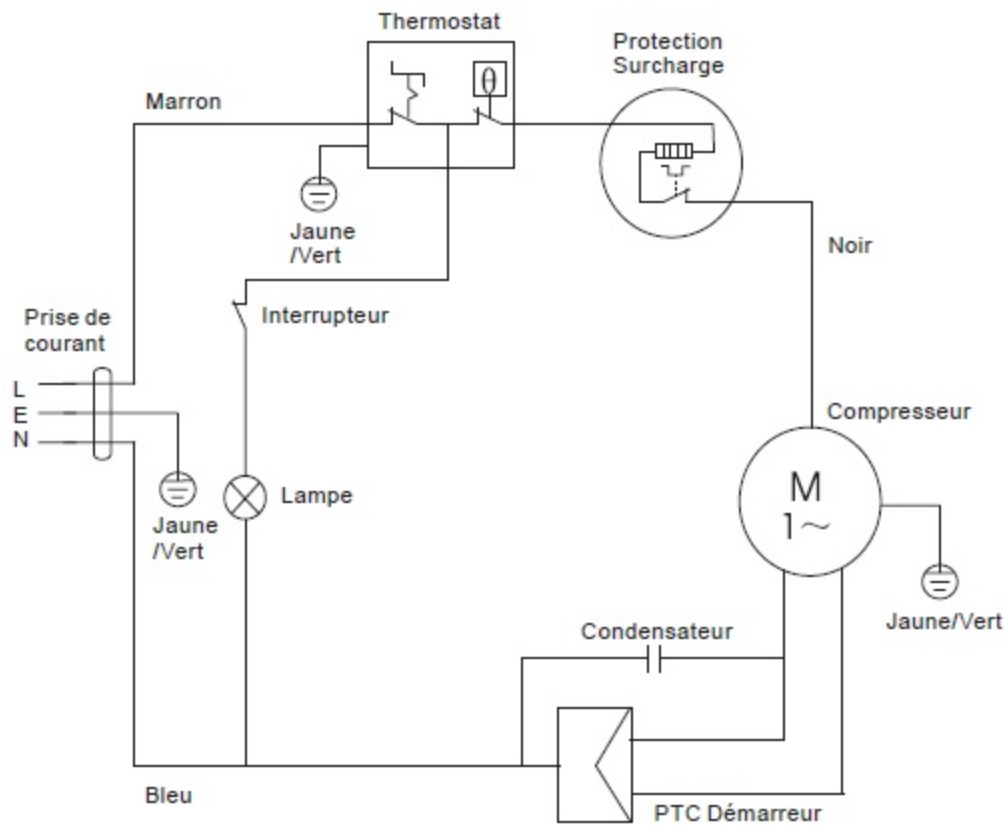 Thermostat
Protection
Surcharge
Marron
θ
Jaune
/Vert
Noir
Interrupteur
Prise de
courant
L
E
N
Compresseur
M
1~
Lampe
Jaune
/Vert
Jaune/Vert
Condensateur
Bleu
PTC Démarreur